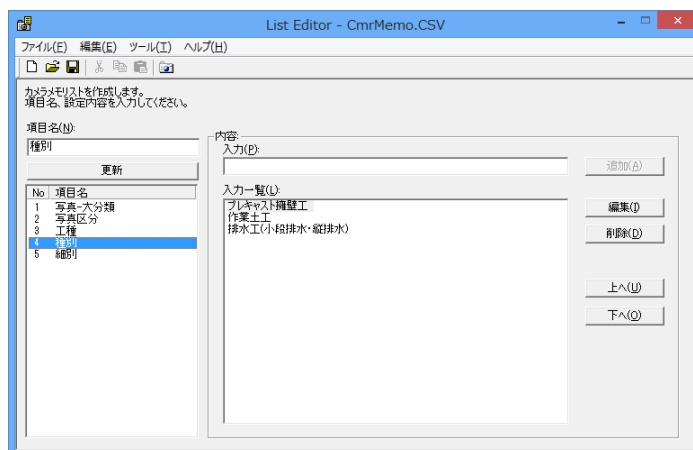 List Editor - CmrMemo.CSV
ファイル(F) 編集(E) ツール(T) ヘルプ(H)
カメラメモリストを作成します。
項目名、設定内容を入力してください。
項目名(N):
種別
更新
No 項目名
1 写真-大分類
2 写真区分
3 工種
4 種別
5 細別
内容:
入力(P):
追加(A)
入力一覧(L):
プレキャスト擁壁工
作業土工
排水工(小段排水・縦排水)
編集(I)
削除(D)
上へ(U)
下へ(O)